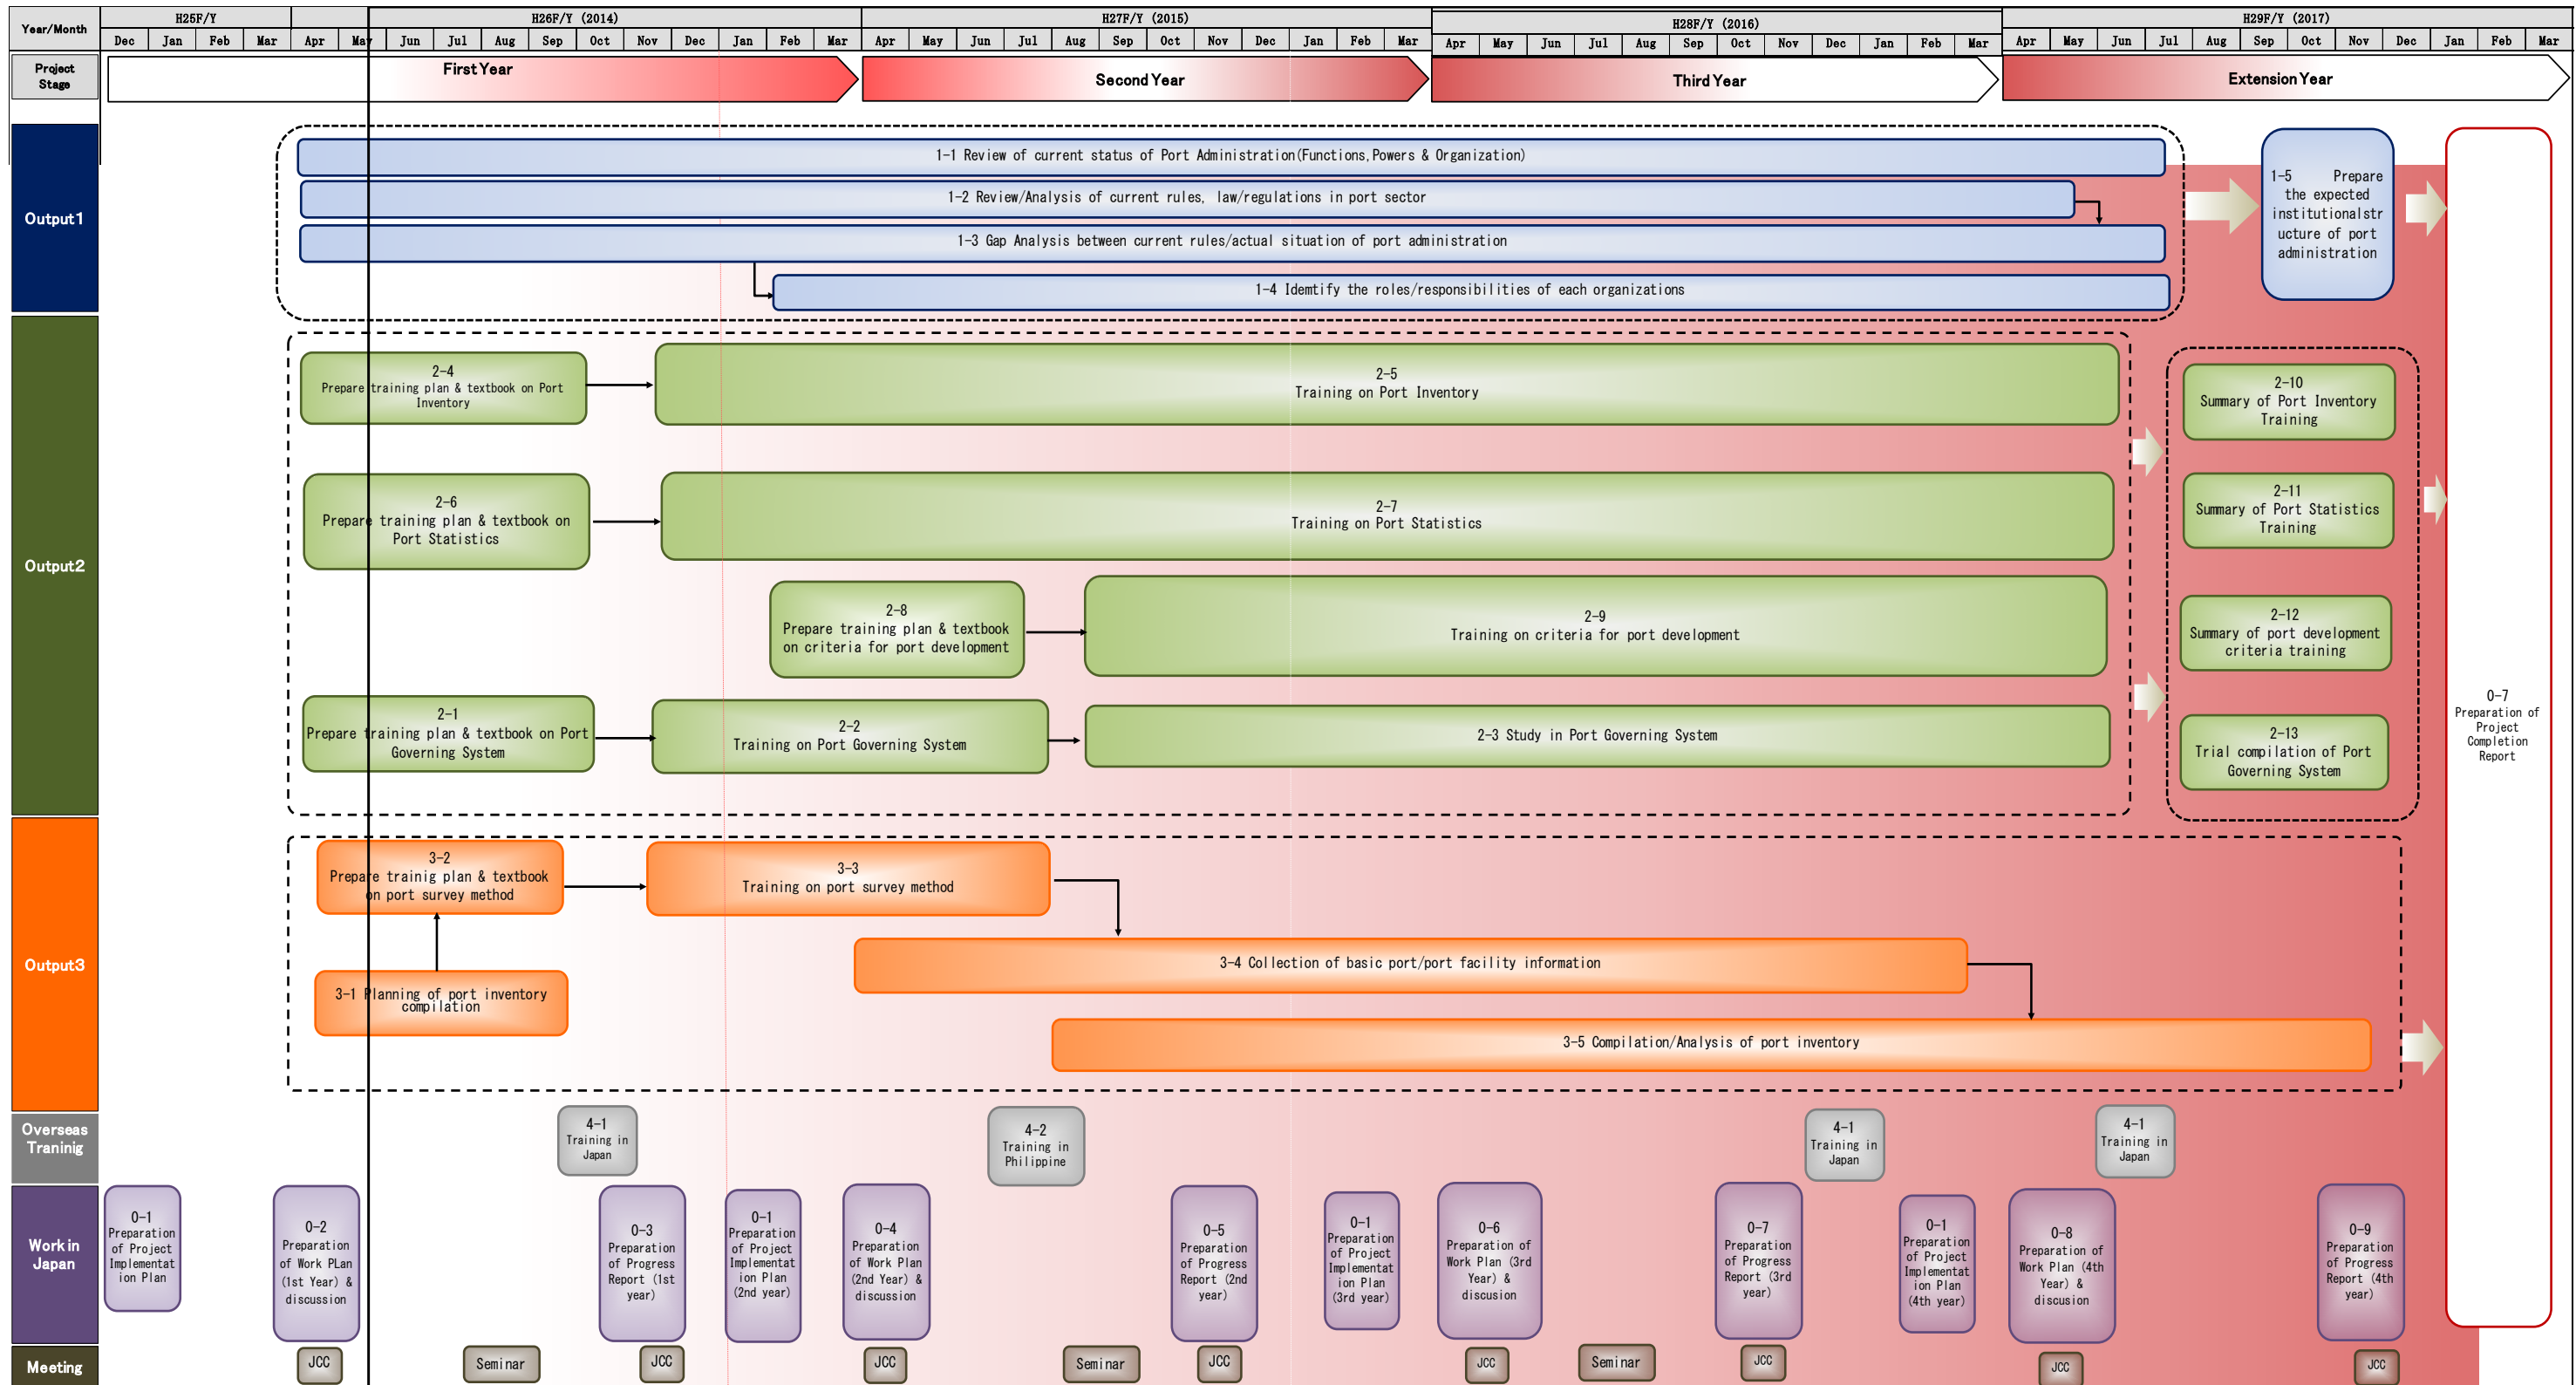 Year/Month
H25F/Y
H26F/Y (2014)
H27F/Y (2015)
H28F/Y (2016)
H29F/Y (2017)
Dec Jan Feb Mar Apr May Jun Jul Aug Sep Oct Nov Dec Jan Feb Mar Apr May Jun Jul Aug Sep Oct Nov Dec Jan Feb Mar Apr May Jun Jul Aug Sep Oct Nov Dec Jan Feb Mar Apr May Jun Jul Aug Sep Oct Nov Dec Jan Feb Mar
Project
Stage
First Year
Second Year
Third Year
Extension Year
Output1
1-1 Review of current status of Port Administration(Functions,Powers & Organization)
1-2 Review/Analysis of current rules, law/regulations in port sector
1-3 Gap Analysis between current rules/actual situation of port administration
1-4 Idemtify the roles/responsibilities of each organizations
1-5 Prepare
the expected
institutionalstr
ucture of port
administration
Output2
2-4
Prepare training plan & textbook on Port
Inventory
2-5
Training on Port Inventory
2-10
Summary of Port Inventory
Training
2-6
Prepare training plan & textbook on
Port Statistics
2-7
Training on Port Statistics
2-11
Summary of Port Statistics
Training
2-8
Prepare training plan & textbook
on criteria for port development
2-9
Training on criteria for port development
2-12
Summary of port development
criteria training
2-1
Prepare training plan & textbook on Port
Governing System
2-2
Training on Port Governing System
2-3 Study in Port Governing System
2-13
Trial compilation of Port
Governing System
0-7
Preparation of
Project
Completion
Report
Output3
3-2
Prepare trainig plan & textbook
on port survey method
3-3
Training on port survey method
3-4 Collection of basic port/port facility information
3-1 Planning of port inventory
compilation
3-5 Compilation/Analysis of port inventory
Overseas
Traninig
4-1
Training in
Japan
4-2
Training in
Philippine
4-1
Training in
Japan
4-1
Training in
Japan
Work in
Japan
0-1
Preparation
of Project
Implementat
ion Plan
0-2
Preparation
of Work PLan
(1st Year) &
discussion
0-3
Preparation
of Progress
Report (1st
year)
0-1
Preparation
of Project
Implementat
ion Plan
(2nd year)
0-4
Preparation
of Work Plan
(2nd Year) &
discussion
0-5
Preparation
of Progress
Report (2nd
year)
0-1
Preparation
of Project
Implementat
ion Plan
(3rd year)
0-6
Preparation of
Work Plan (3rd
Year) &
discusion
0-7
Preparation
of Progress
Report (3rd
year)
0-1
Preparation
of Project
Implementat
ion Plan
(4th year)
0-8
Preparation of
Work Plan (4th
Year) &
discusion
0-9
Preparation
of Progress
Report (4th
year)
Meeting
JCC
Seminar
JCC
JCC
Seminar
JCC
JCC
Seminar
JCC
JCC
JCC